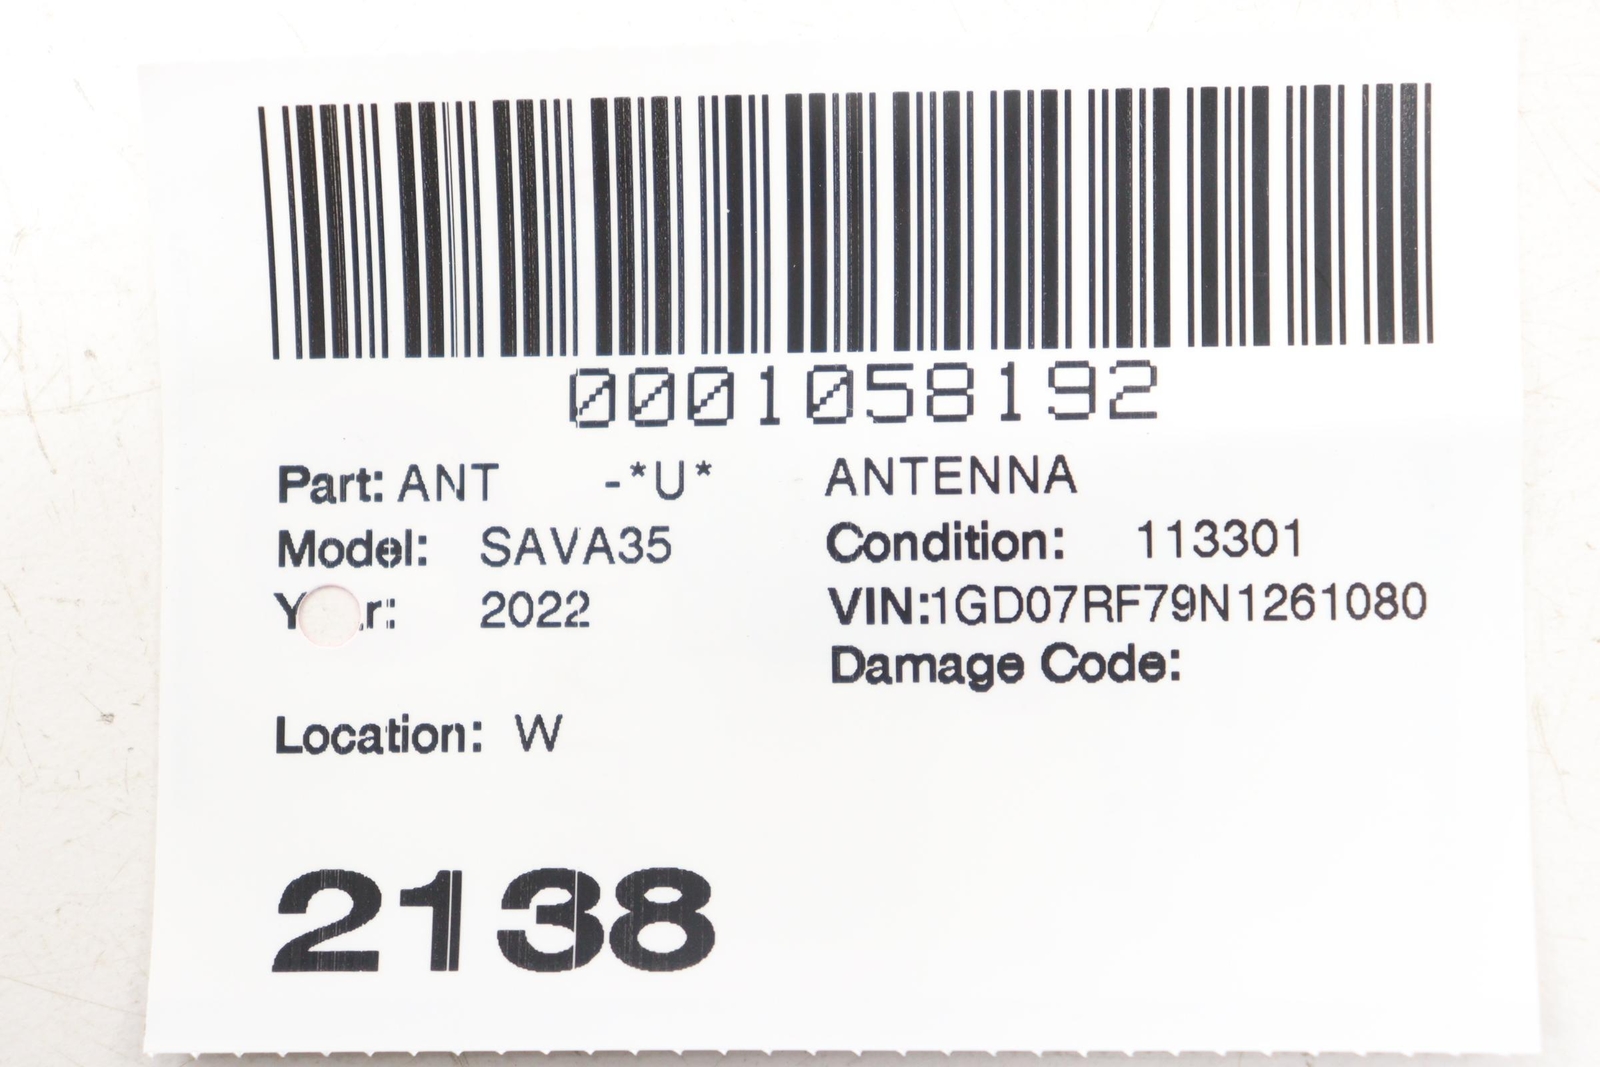 0001058192
Part: ANT -*U* ANTENNA
Model: SAVA35 Condition: 113301
2022 VIN:1GD07RF79N1261080
Damage Code:
Location: W
2138